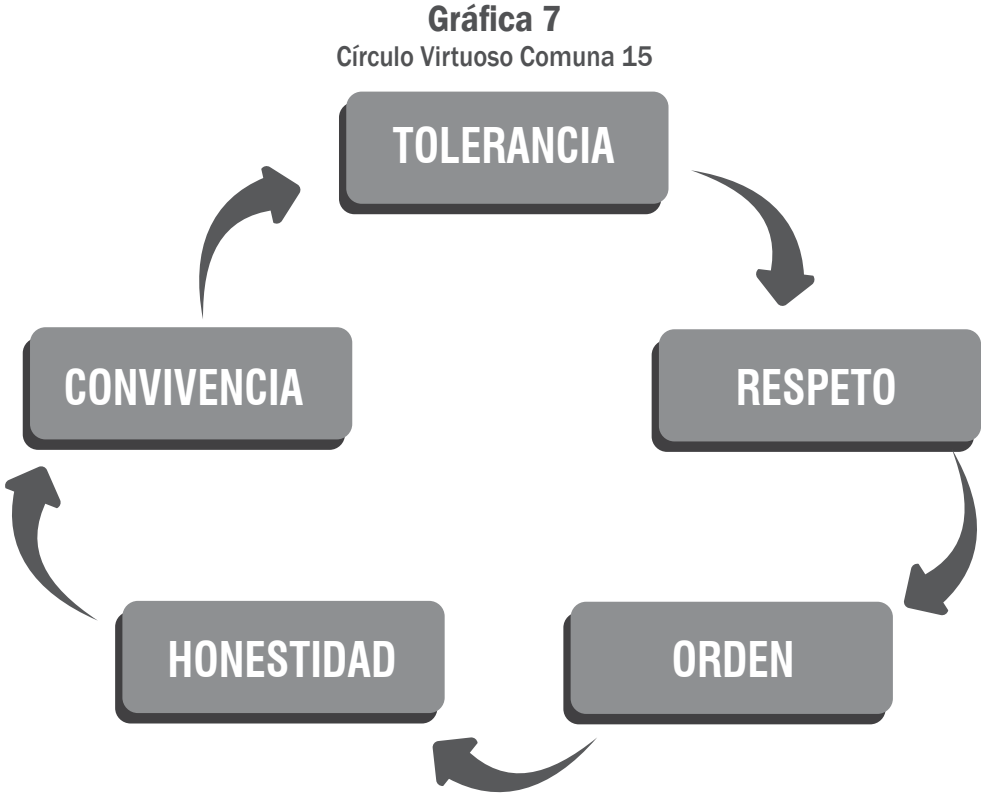 Gráfica 7
Círculo Virtuoso Comuna 15
TOLERANCIA
RESPETO
ORDEN
HONESTIDAD
CONVIVENCIA